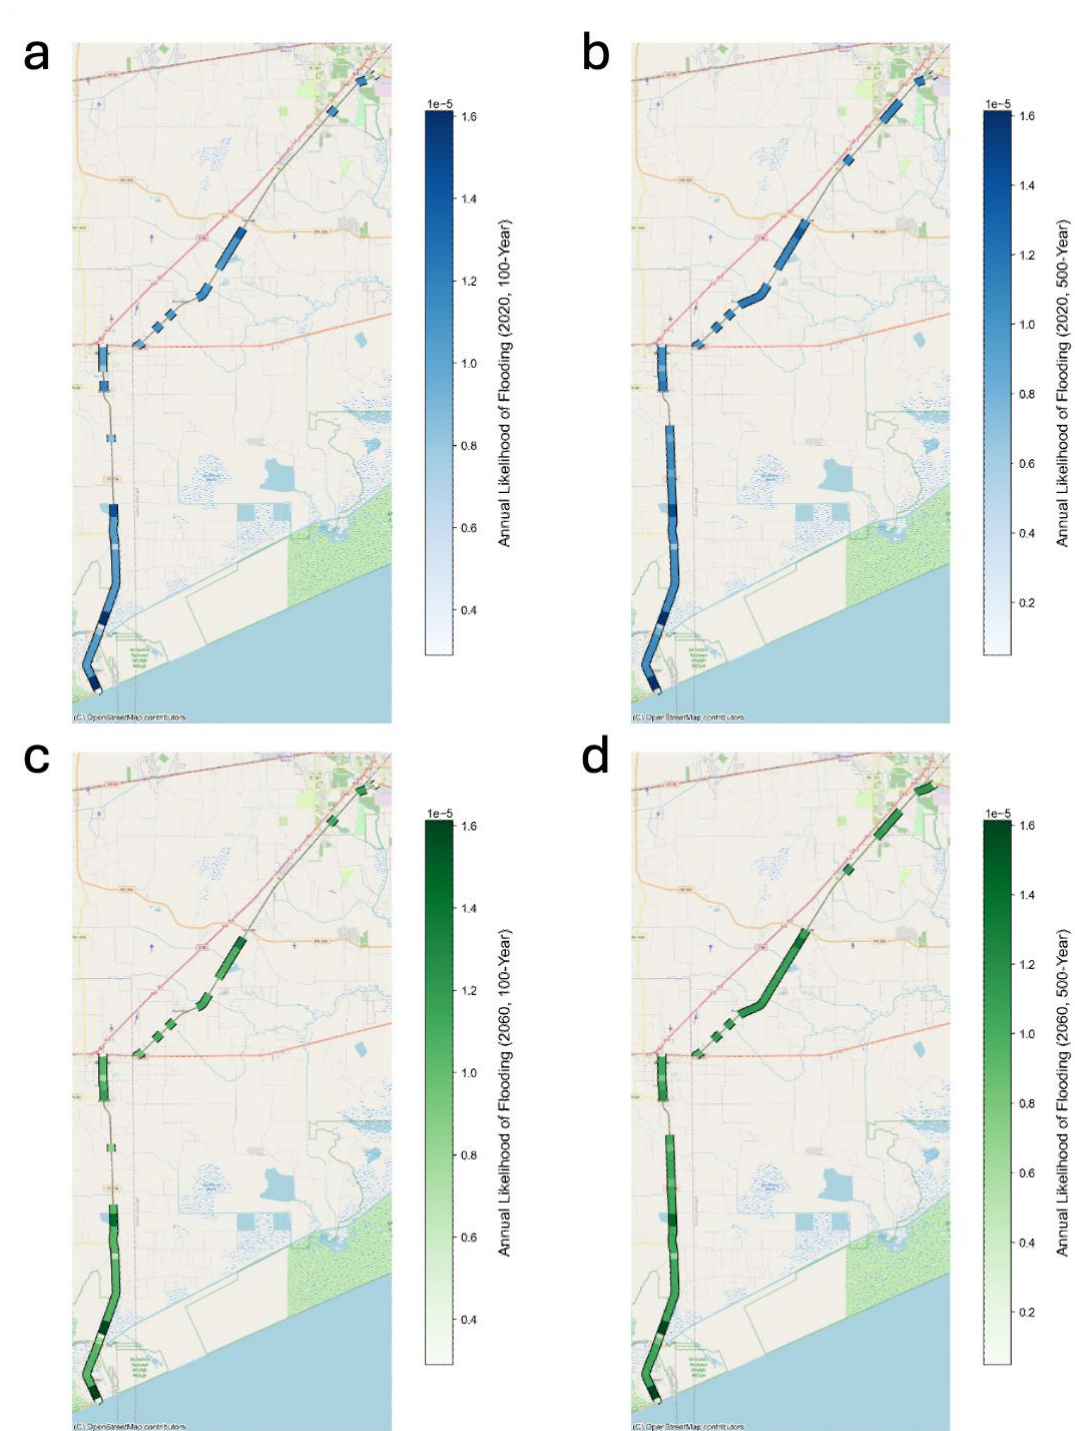 a
1e−5
1.6
1.4
1.2
1.0
0.8
0.6
0.4
Annual Likelihood of Flooding (2020, 100-Year)
(C) OpenStreetMap contributors
b
1e−5
1.6
1.4
1.2
1.0
0.8
0.6
0.4
0.2
Annual Likelihood of Flooding (2020, 500-Year)
(C) OpenStreetMap contributors
c
1e−5
1.6
1.4
1.2
1.0
0.8
0.6
0.4
Annual Likelihood of Flooding (2060, 100-Year)
(C) OpenStreetMap contributors
d
1e−5
1.6
1.4
1.2
1.0
0.8
0.6
0.4
0.2
Annual Likelihood of Flooding (2060, 500-Year)
(C) OpenStreetMap contributors